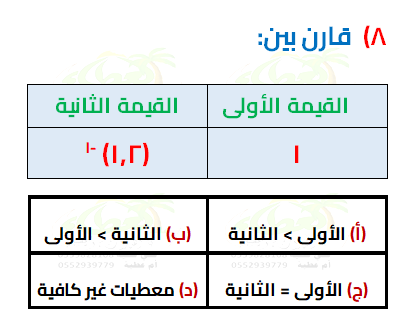 ٨) قارن بين:
القيمة الأولى القيمة الثانية
١ (١,٢)⁻¹
(أ) الأولى > الثانية (ب) الثانية > الأولى
(ج) الأولى = الثانية (د) معطيات غير كافية